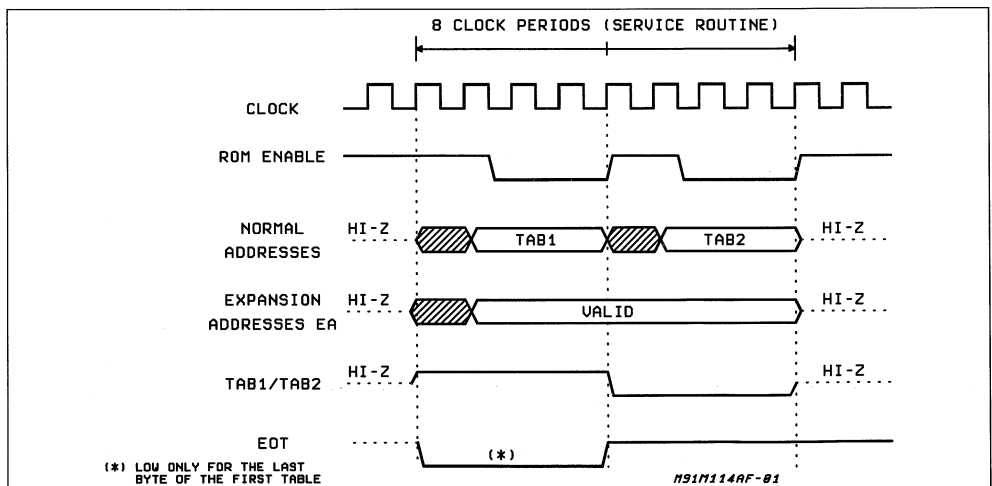 8 CLOCK PERIODS (SERVICE ROUTINE)
CLOCK
ROM ENABLE
NORMAL
ADDRESSES
HI-Z
TAB1
TAB2
HI-Z
EXPANSION
ADDRESSES EA
HI-Z
VALID
HI-Z
TAB1/TAB2
HI-Z
HI-Z
EOT
(*)
(*) LOW ONLY FOR THE LAST
BYTE OF THE FIRST TABLE
M91M114AF-01